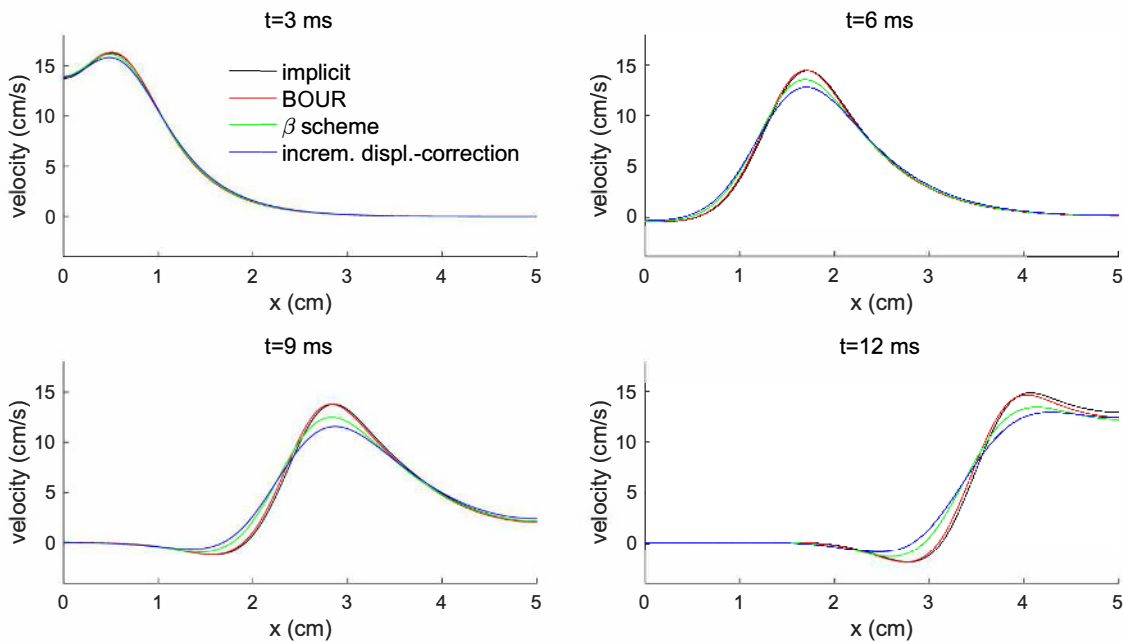 t=3 ms
velocity (cm/s)
15
10
5
0
implicit
BOUR
β scheme
increm. displ.-correction
0 1 2 3 4 5
x (cm)
t=6 ms
velocity (cm/s)
15
10
5
0
0 1 2 3 4 5
x (cm)
t=9 ms
velocity (cm/s)
15
10
5
0
0 1 2 3 4 5
x (cm)
t=12 ms
velocity (cm/s)
15
10
5
0
0 1 2 3 4 5
x (cm)